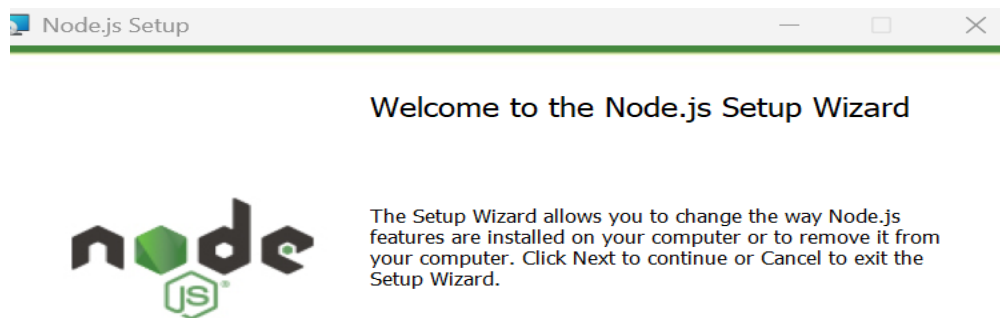 Node.js Setup
Welcome to the Node.js Setup Wizard
The Setup Wizard allows you to change the way Node.js
features are installed on your computer or to remove it from
your computer. Click Next to continue or Cancel to exit the
Setup Wizard.
node
JS